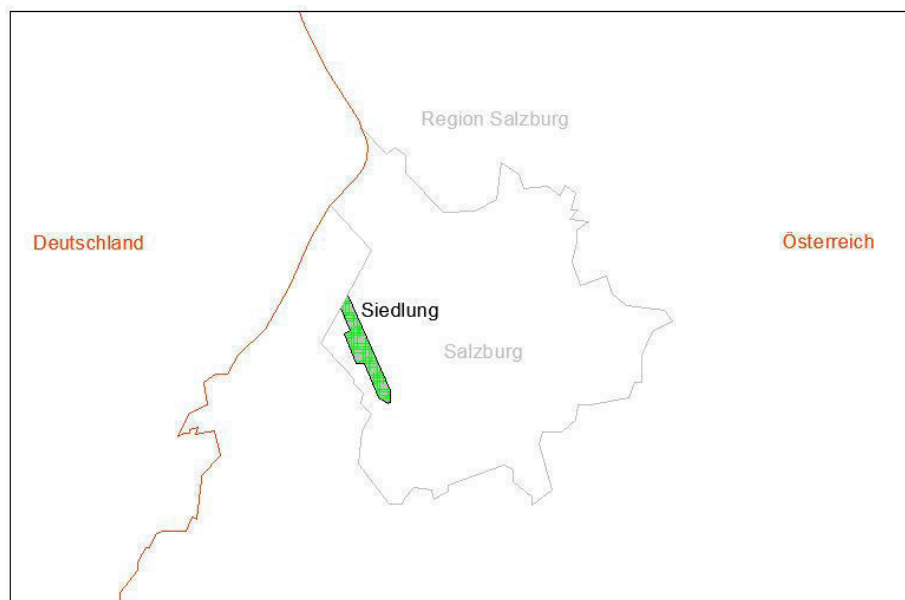 Region Salzburg
Deutschland
Österreich
Siedlung
Salzburg